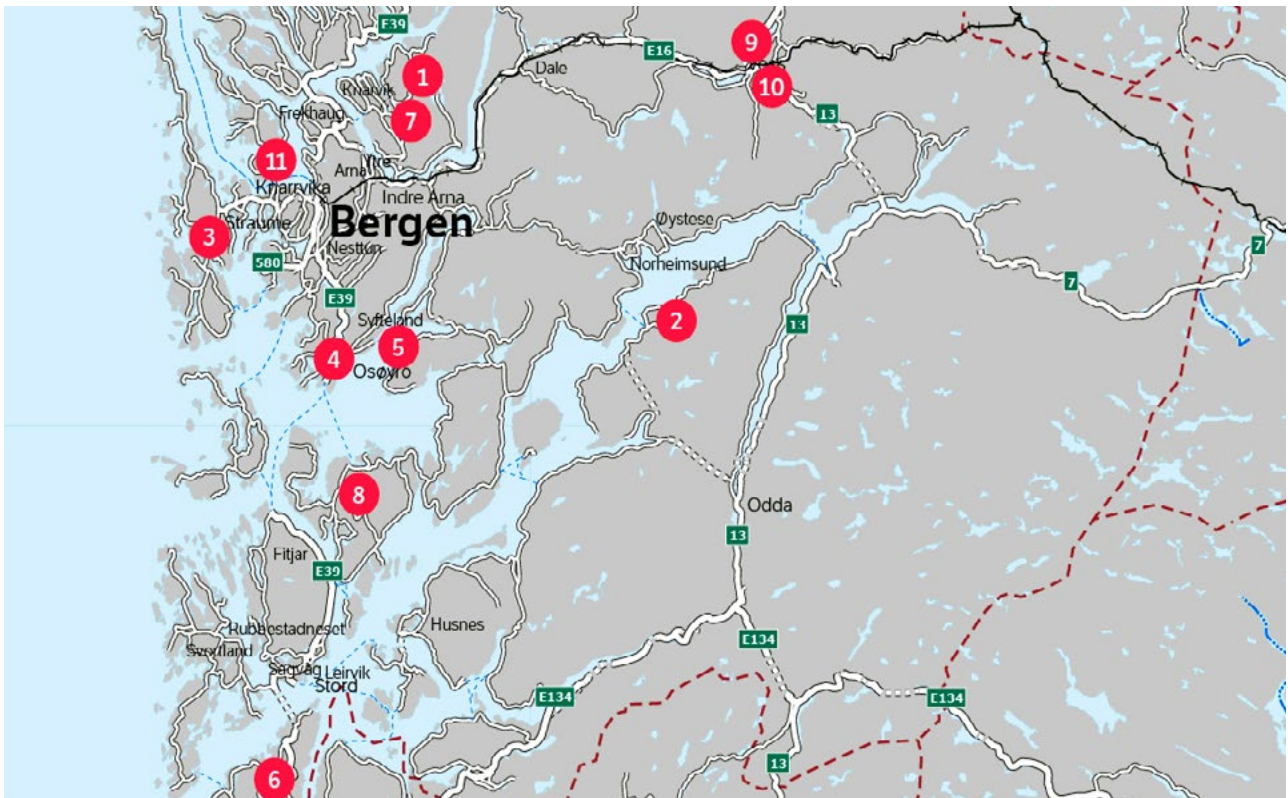 E39
9
E16
Dale
1
Knarvik
10
Frekhaug
7
13
11
Ytre
Arna
Knarrvika
Indre Arna
Straume
Bergen
Øystese
3
Nesttun
7
580
Norheimsund
7
E39
Syfteland
2
13
5
4
Osøyro
8
Odda
13
Fitjar
E39
Rubbestadneset
Husnes
Svortland
E134
Sagvåg
Leirvik
Stord
E134
E134
6
13